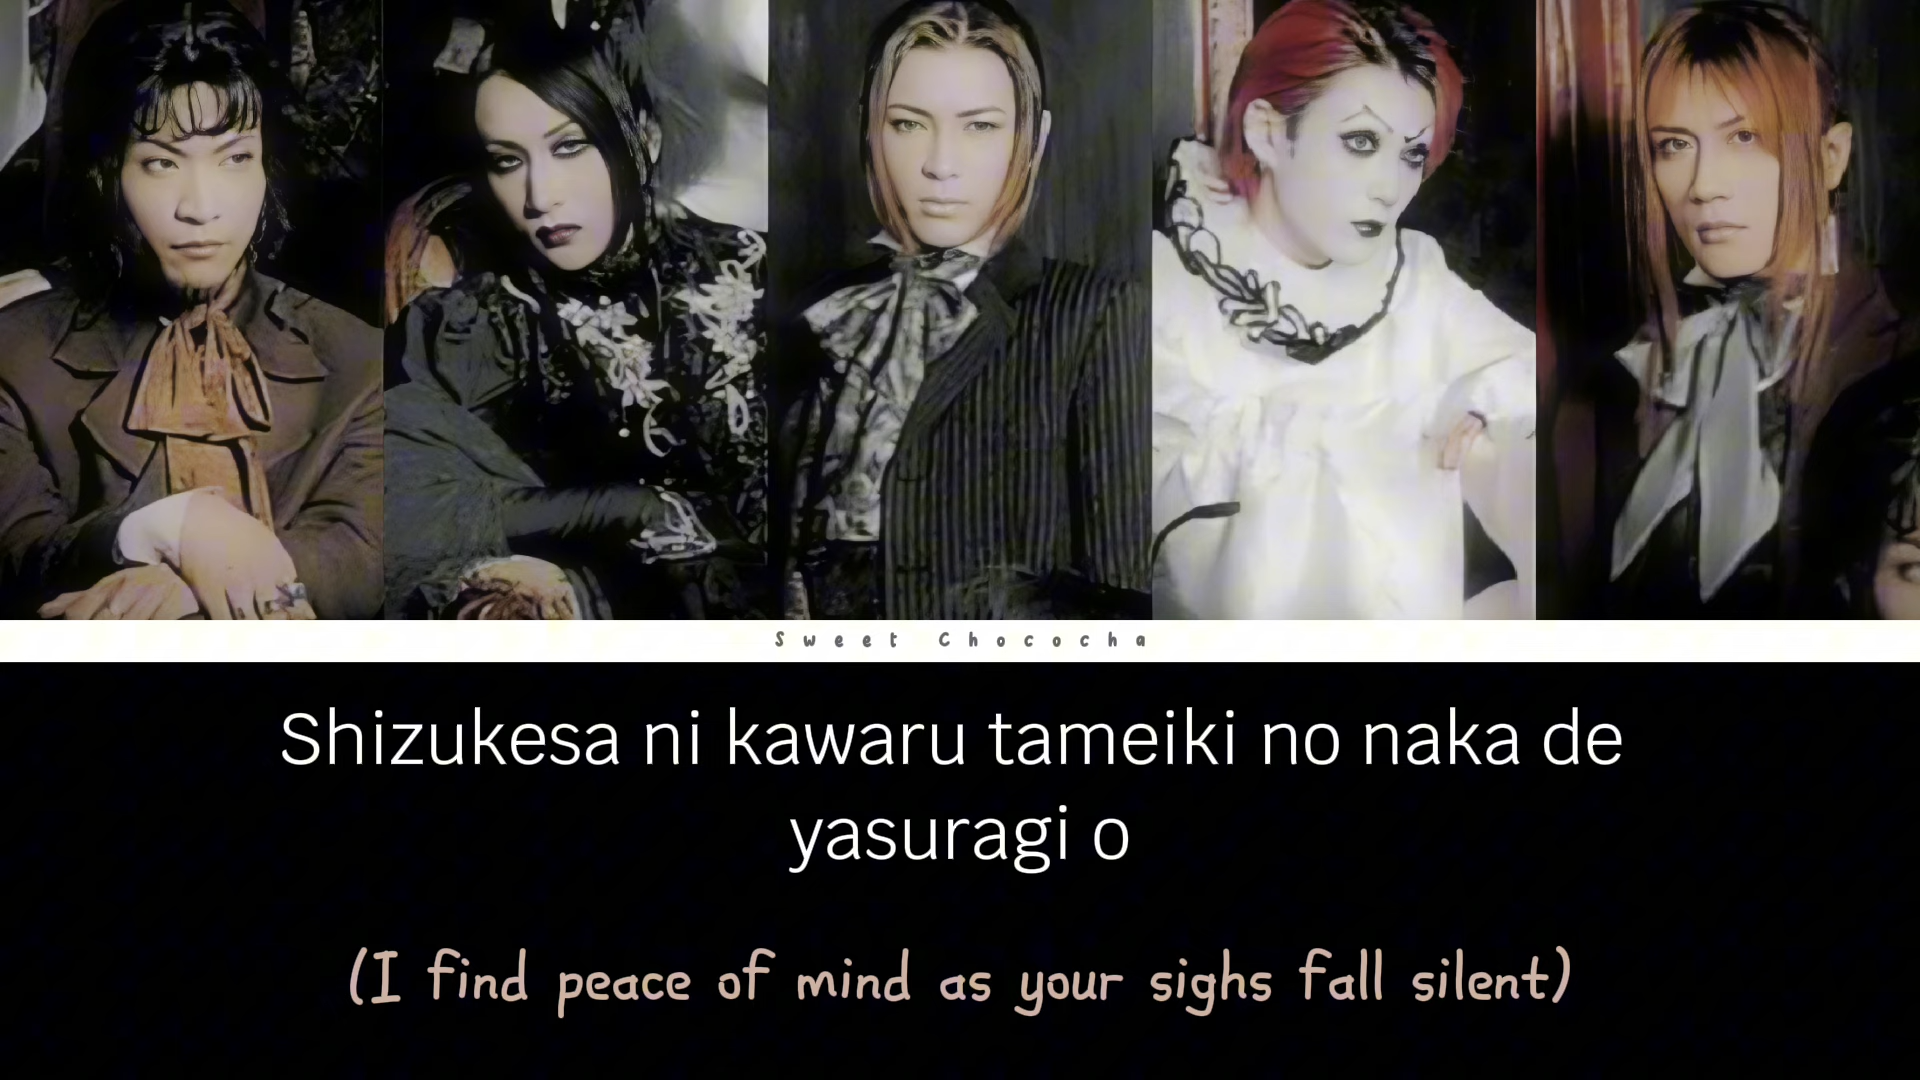 Sweet Chococha
Shizukesa ni kawaru tameiki no naka de
yasuragi o
(I find peace of mind as your sighs fall silent)